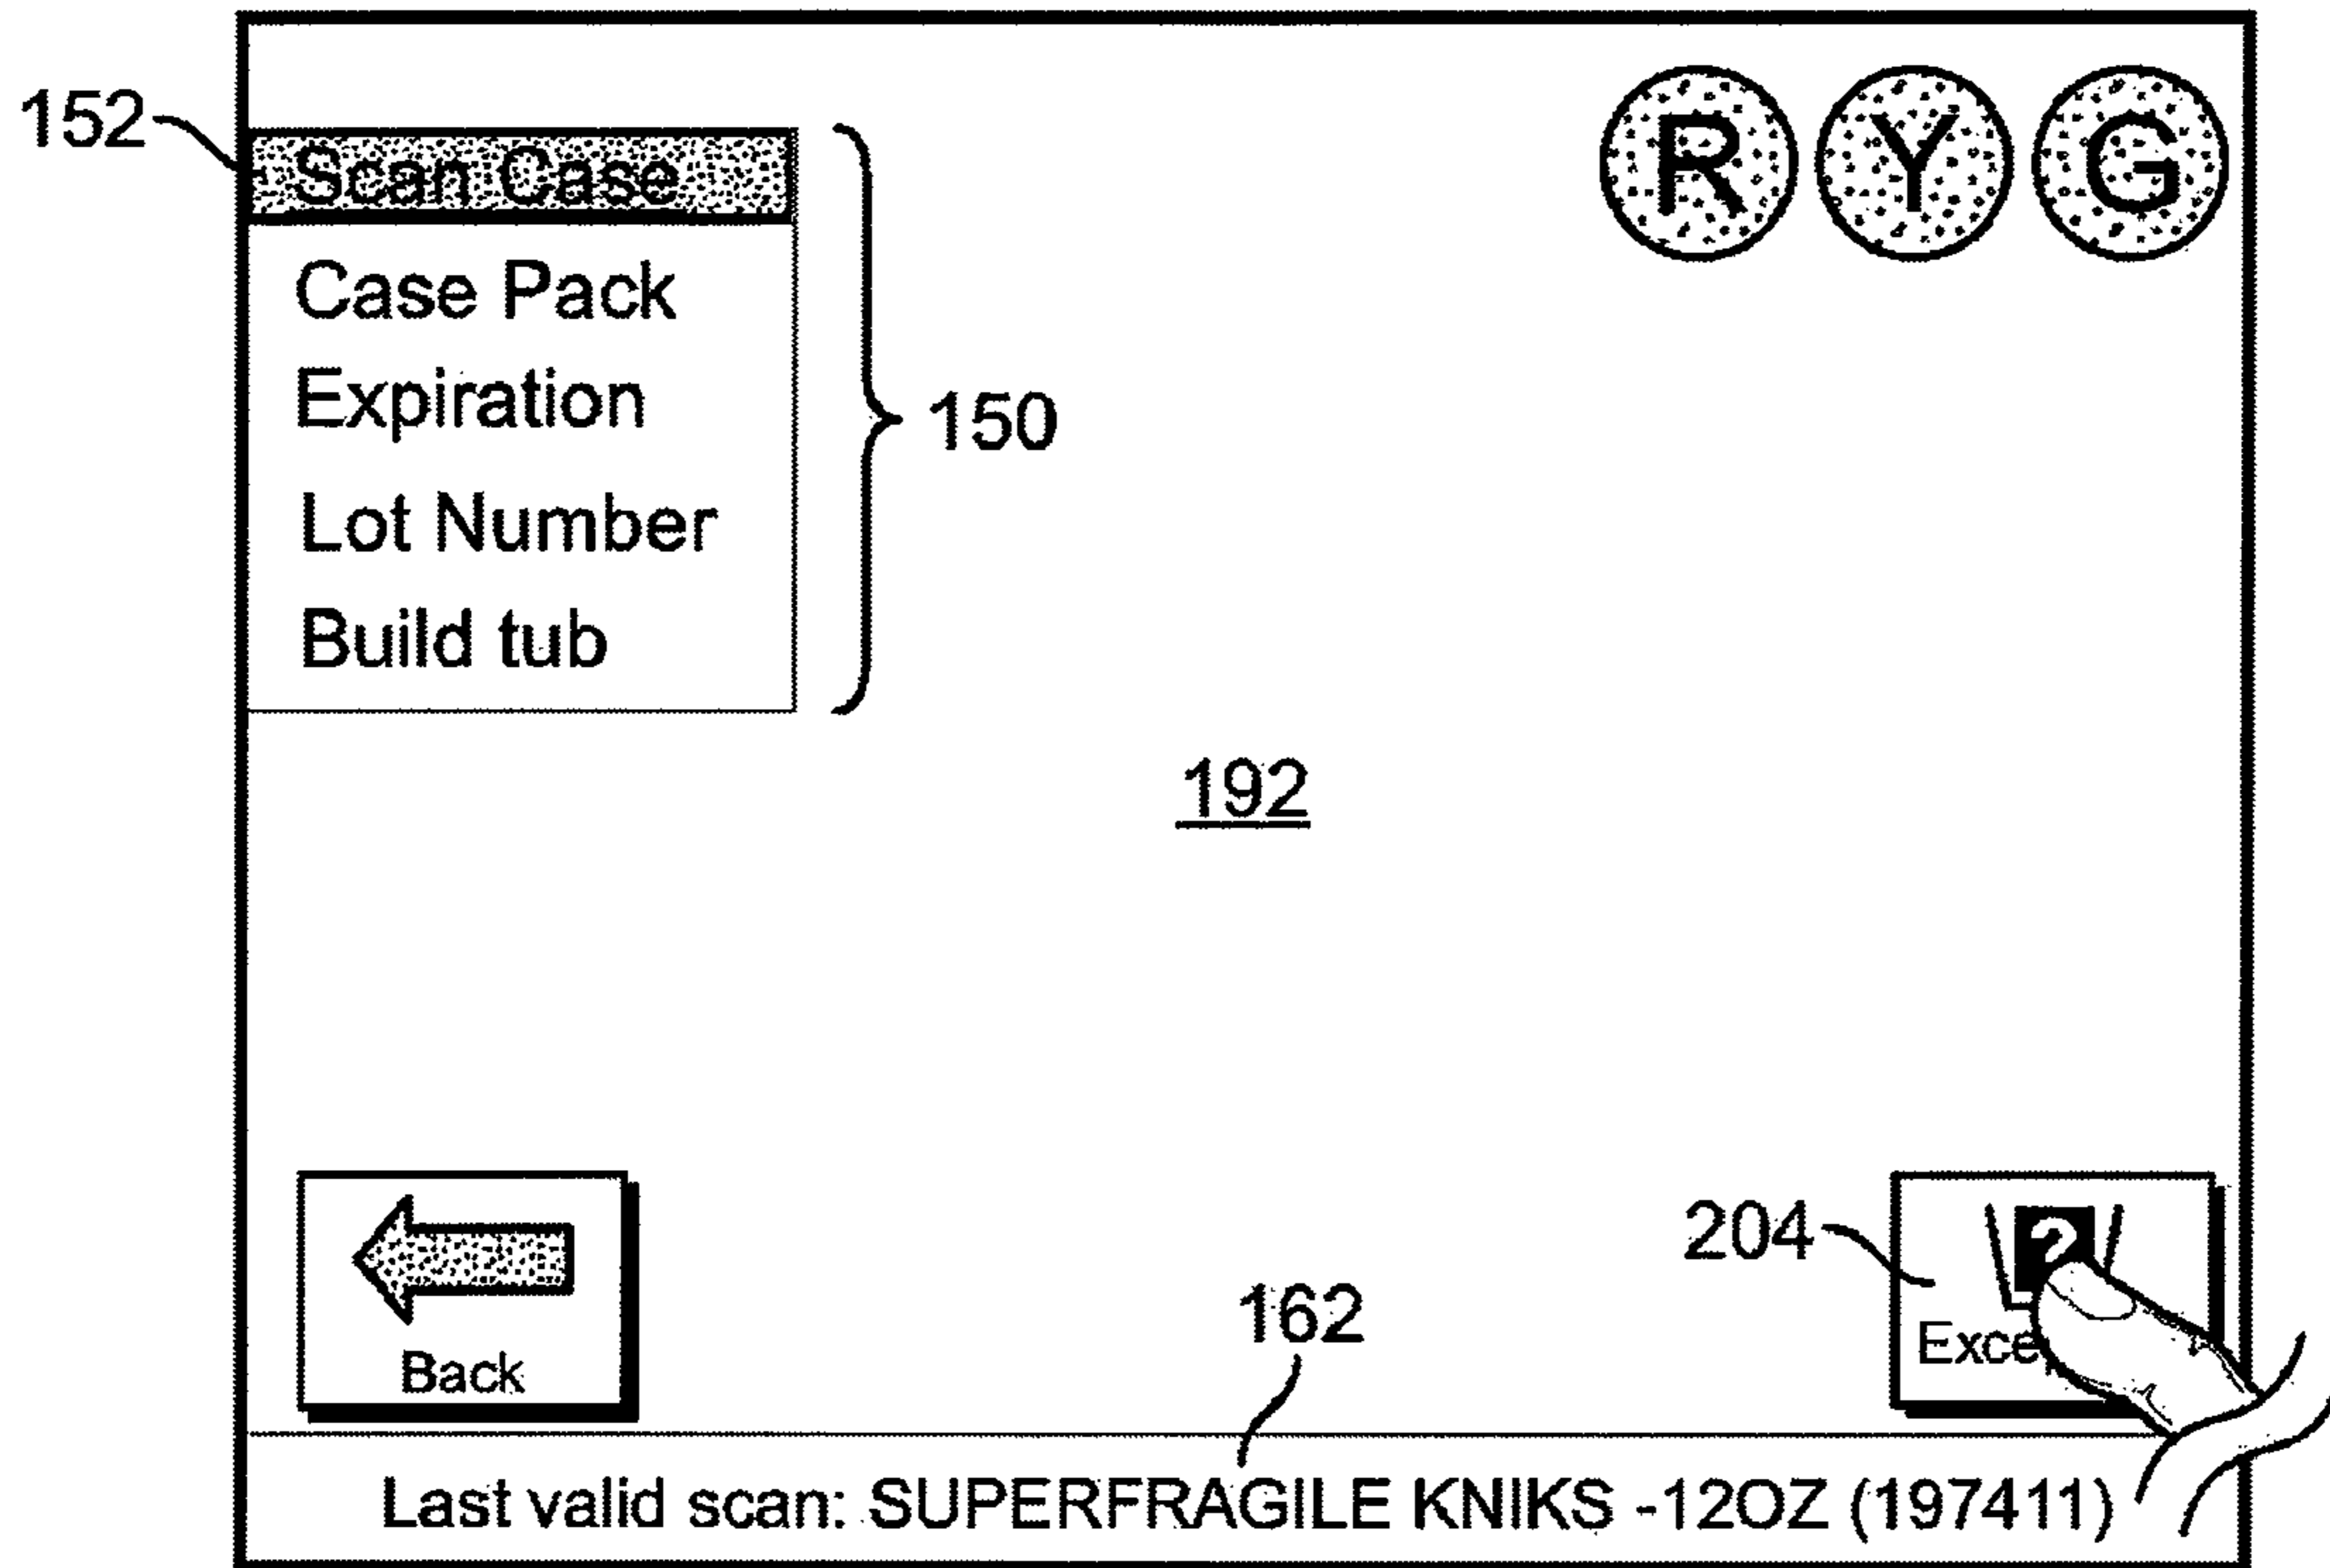 152
Scan Case
R Y G
Case Pack
Expiration
150
Lot Number
Build tub
192
204
?
162
Back
Last valid scan: SUPERFRAGILE KNIKS -12OZ (197411)